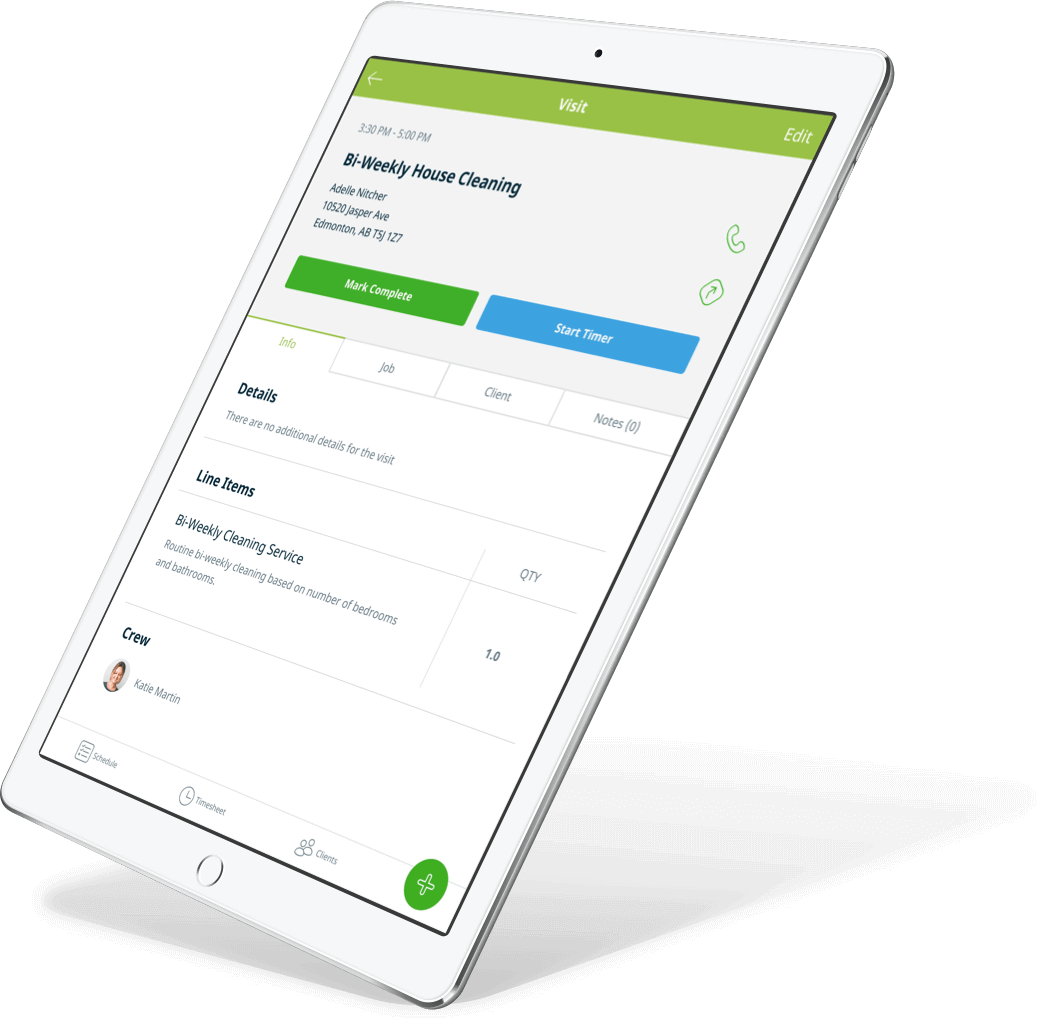 Visit
Edit
3:30 PM - 5:00 PM
Bi-Weekly House Cleaning
Adelle Nitcher
10520 Jasper Ave
Edmonton, AB T5J 1Z7
Mark Complete
Start Timer
Info
Job
Client
Notes (0)
Details
There are no additional details for the visit
Line Items
QTY
Bi-Weekly Cleaning Service
Routine bi-weekly cleaning based on number of bedrooms
and bathrooms.
1.0
Crew
Katie Martin
Schedule
Timesheet
Clients